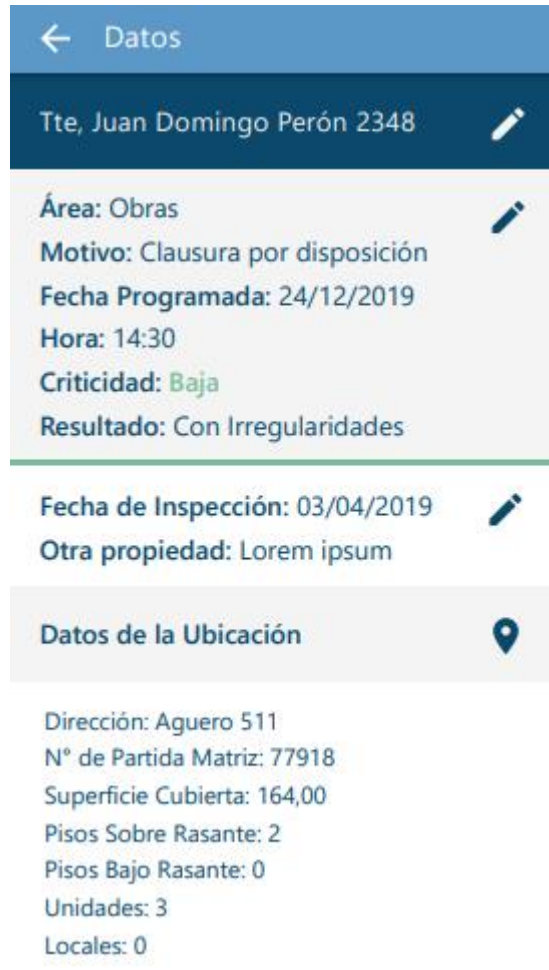 Datos
Tte, Juan Domingo Perón 2348
Área: Obras
Motivo: Clausura por disposición
Fecha Programada: 24/12/2019
Hora: 14:30
Criticidad: Baja
Resultado: Con Irregularidades
Fecha de Inspección: 03/04/2019
Otra propiedad: Lorem ipsum
Datos de la Ubicación
Dirección: Aguero 511
N° de Partida Matriz: 77918
Superficie Cubierta: 164,00
Pisos Sobre Rasante: 2
Pisos Bajo Rasante: 0
Unidades: 3
Locales: 0